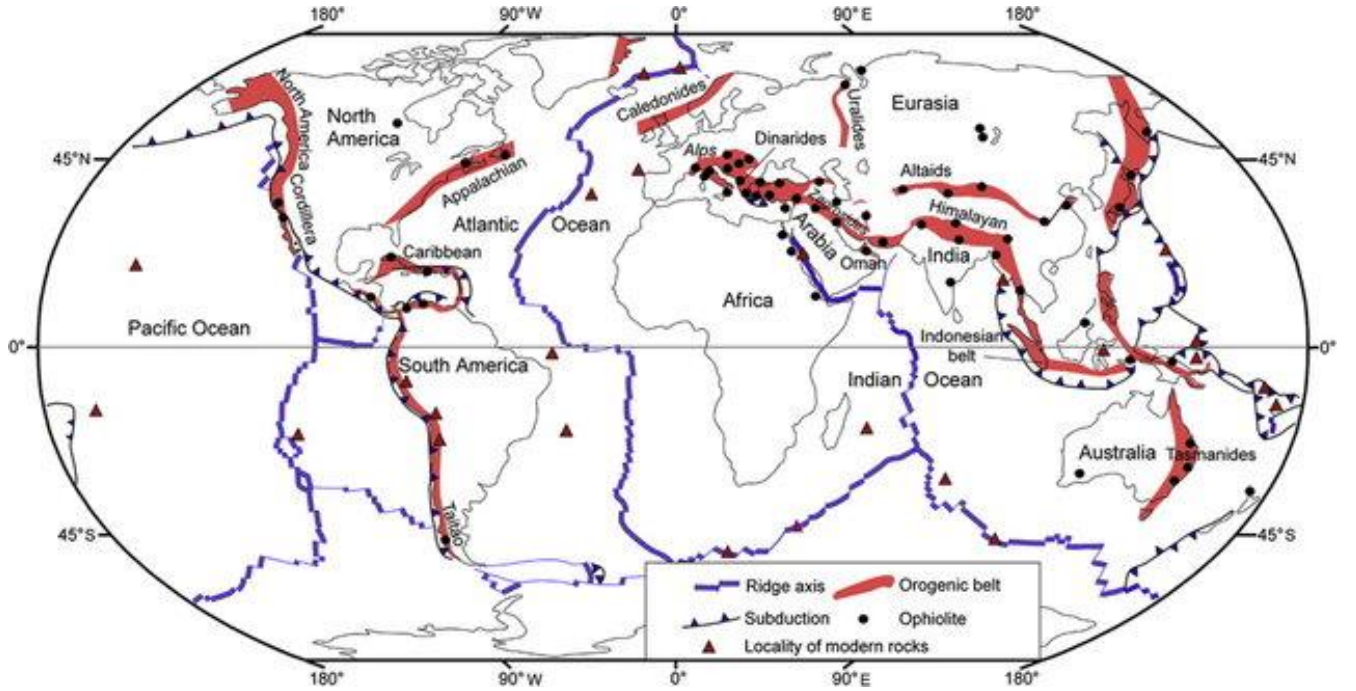 180°
90°W
0°
90°E
180°
North America Cordillera
North
America
Caledonides
Uralides
Eurasia
45°N
45°N
Dinarides
Alps
Appalachian
Altaids
Atlantic
Ocean
Zagrosides
Himalayan
Caribbean
Arabia
Oman
India
Africa
Pacific Ocean
Indonesian
belt
0°
0°
South America
Indian
Ocean
Australia
Tasmanides
Taitao
45°S
45°S
Ridge axis
Orogenic belt
Subduction
Ophiolite
Locality of modern rocks
180°
90°W
0°
90°E
180°